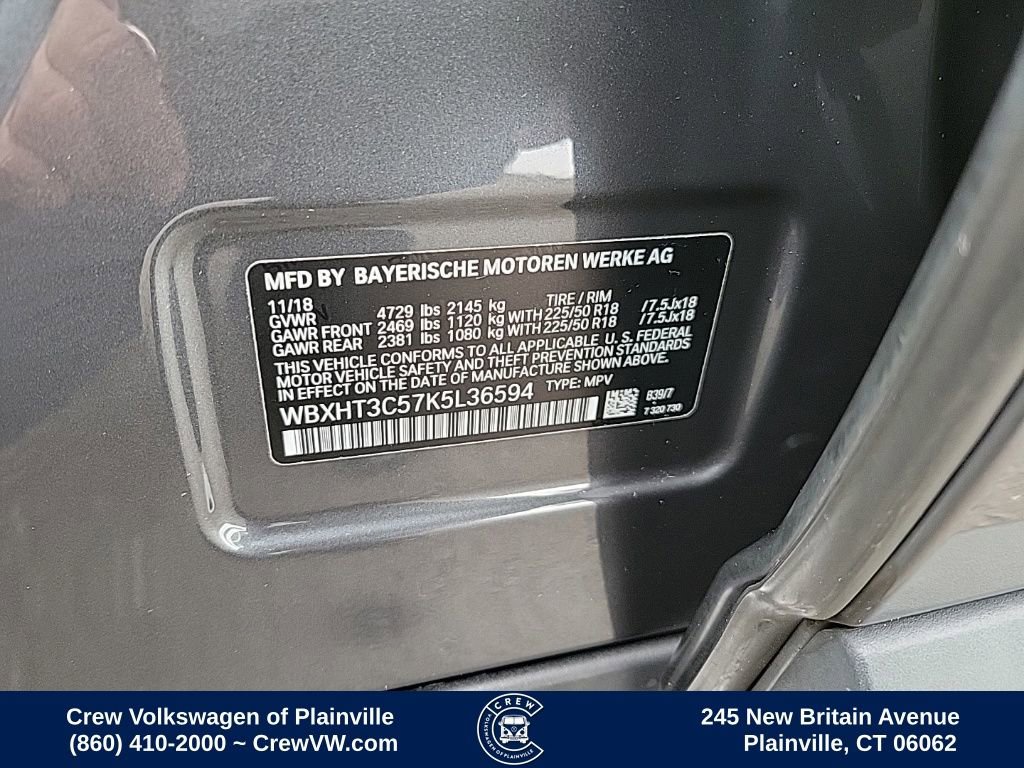 MFD BY BAYERISCHE MOTOREN WERKE AG
11/18 TIRE / RIM
GVWR 4729 lbs 2145 kg
GAWR FRONT 2469 lbs 1120 kg WITH 225/50 R18 /7.5Jx18
GAWR REAR 2381 lbs 1080 kg WITH 225/50 R18 /7.5Jx18
THIS VEHICLE CONFORMS TO ALL APPLICABLE U.S. FEDERAL
MOTOR VEHICLE SAFETY AND THEFT PREVENTION STANDARDS
IN EFFECT ON THE DATE OF MANUFACTURE SHOWN ABOVE.
WBXHT3C57K5L36594 TYPE: MPV B39/7
7 320 730
Crew Volkswagen of Plainville
(860) 410-2000 ~ CrewVW.com
CREW
VOLKSWAGEN OF PLAINVILLE
245 New Britain Avenue
Plainville, CT 06062